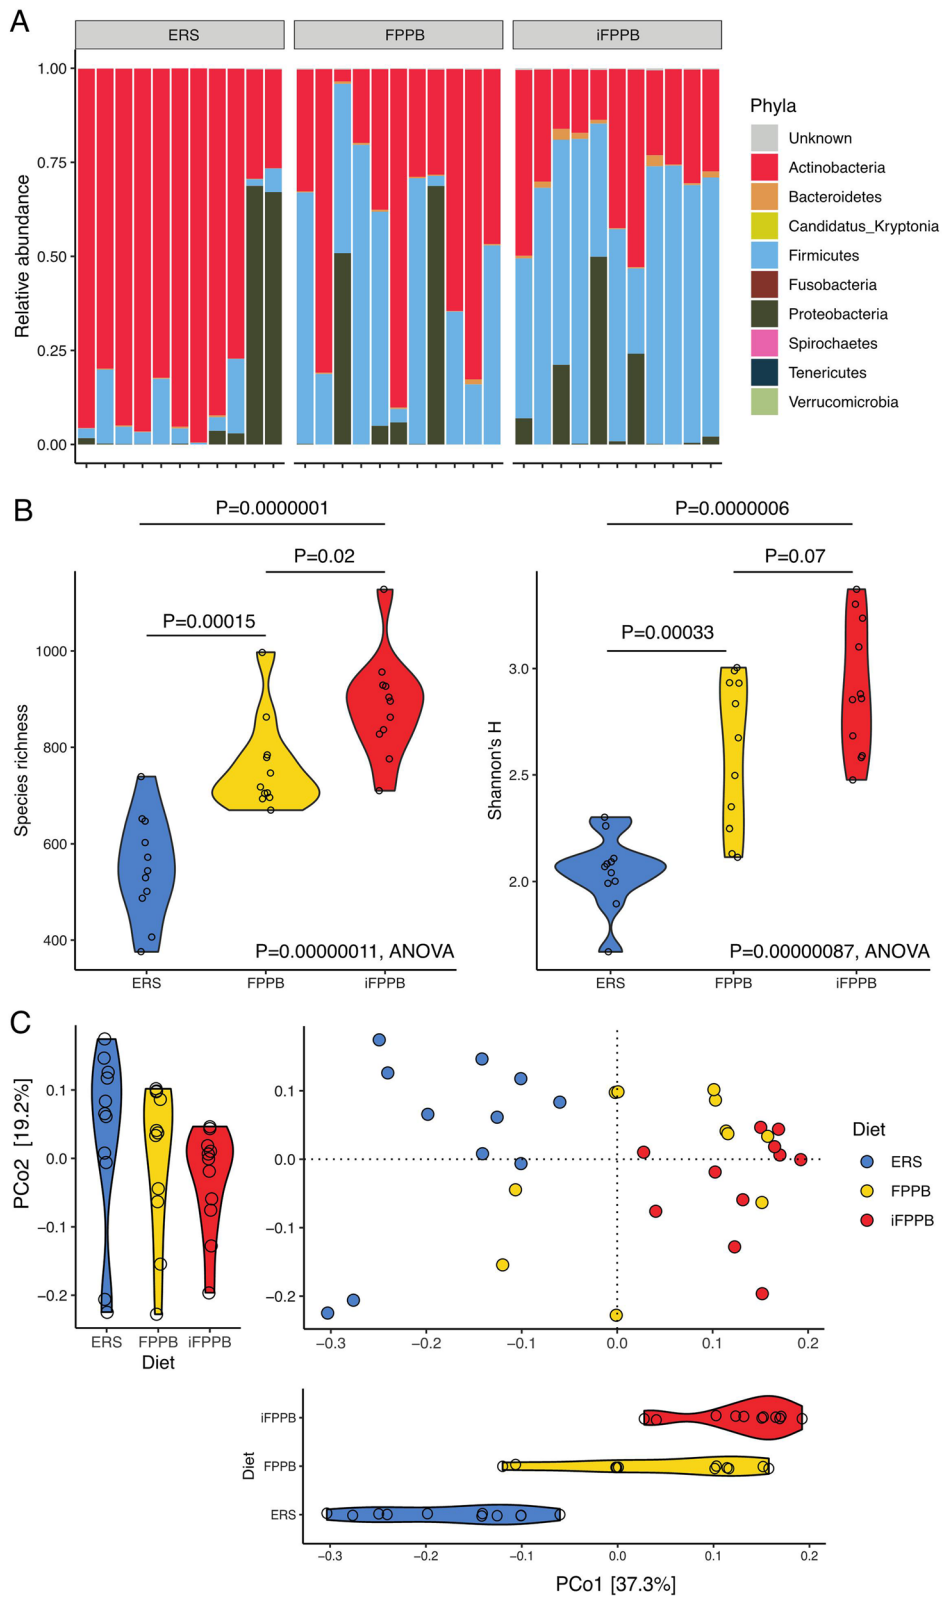 A
ERS
FPPB
iFPPB
1.00
0.75
0.50
0.25
0.00
Relative abundance
Phyla
Unknown
Actinobacteria
Bacteroidetes
Candidatus_Kryptonia
Firmicutes
Fusobacteria
Proteobacteria
Spirochaetes
Tenericutes
Verrucomicrobia
B
P=0.0000001
P=0.02
P=0.00015
1000
800
600
400
Species richness
P=0.00000011, ANOVA
ERS
FPPB
iFPPB
P=0.0000006
P=0.07
P=0.00033
3.0
2.5
2.0
Shannon's H
P=0.00000087, ANOVA
ERS
FPPB
iFPPB
C
PCo2 [19.2%]
0.1
0.0
−0.1
−0.2
ERS
FPPB
iFPPB
Diet
0.1
0.0
−0.1
−0.2
−0.3
−0.2
−0.1
0.0
0.1
0.2
Diet
ERS
FPPB
iFPPB
Diet
iFPPB
FPPB
ERS
−0.3
−0.2
−0.1
0.0
0.1
0.2
PCo1 [37.3%]